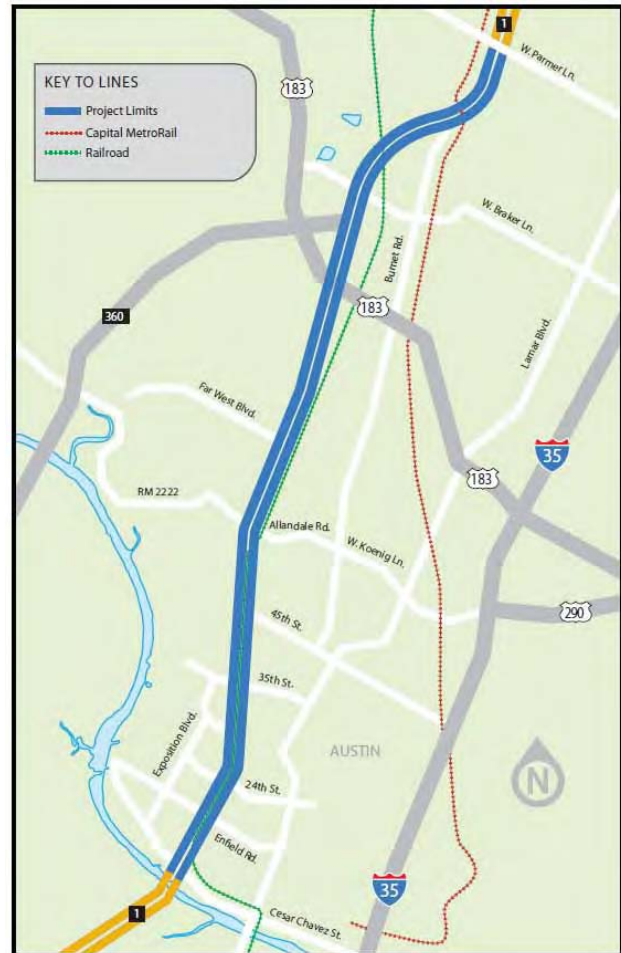 1
W. Parmer Ln.
KEY TO LINES
Project Limits
Capital MetroRail
Railroad
183
W. Braker Ln.
Burnet Rd.
183
360
Lamar Blvd.
Far West Blvd.
35
183
RM 2222
Allandale Rd.
W. Koenig Ln.
290
45th St.
35th St.
Exposition Blvd.
AUSTIN
N
24th St.
Enfield Rd.
35
1
Cesar Chavez St.